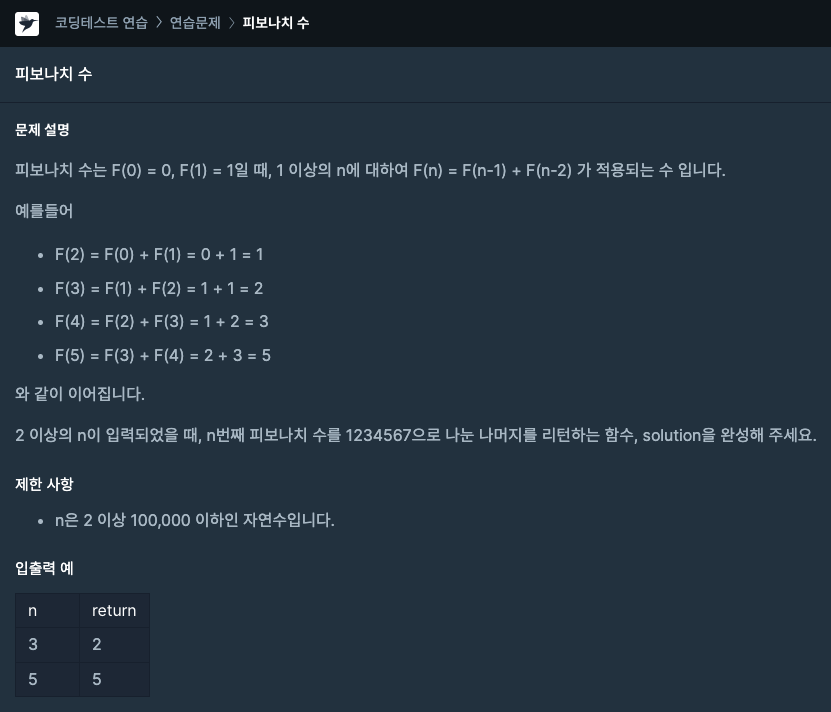 코딩테스트 연습 > 연습문제 > 피보나치 수
피보나치 수
문제 설명
피보나치 수는 F(0) = 0, F(1) = 1일 때, 1 이상의 n에 대하여 F(n) = F(n-1) + F(n-2) 가 적용되는 수 입니다.
예를들어
• F(2) = F(0) + F(1) = 0 + 1 = 1
• F(3) = F(1) + F(2) = 1 + 1 = 2
• F(4) = F(2) + F(3) = 1 + 2 = 3
• F(5) = F(3) + F(4) = 2 + 3 = 5
와 같이 이어집니다.
2 이상의 n이 입력되었을 때, n번째 피보나치 수를 1234567으로 나눈 나머지를 리턴하는 함수, solution을 완성해 주세요.
제한 사항
• n은 2 이상 100,000 이하인 자연수입니다.
입출력 예
n return
3 2
5 5